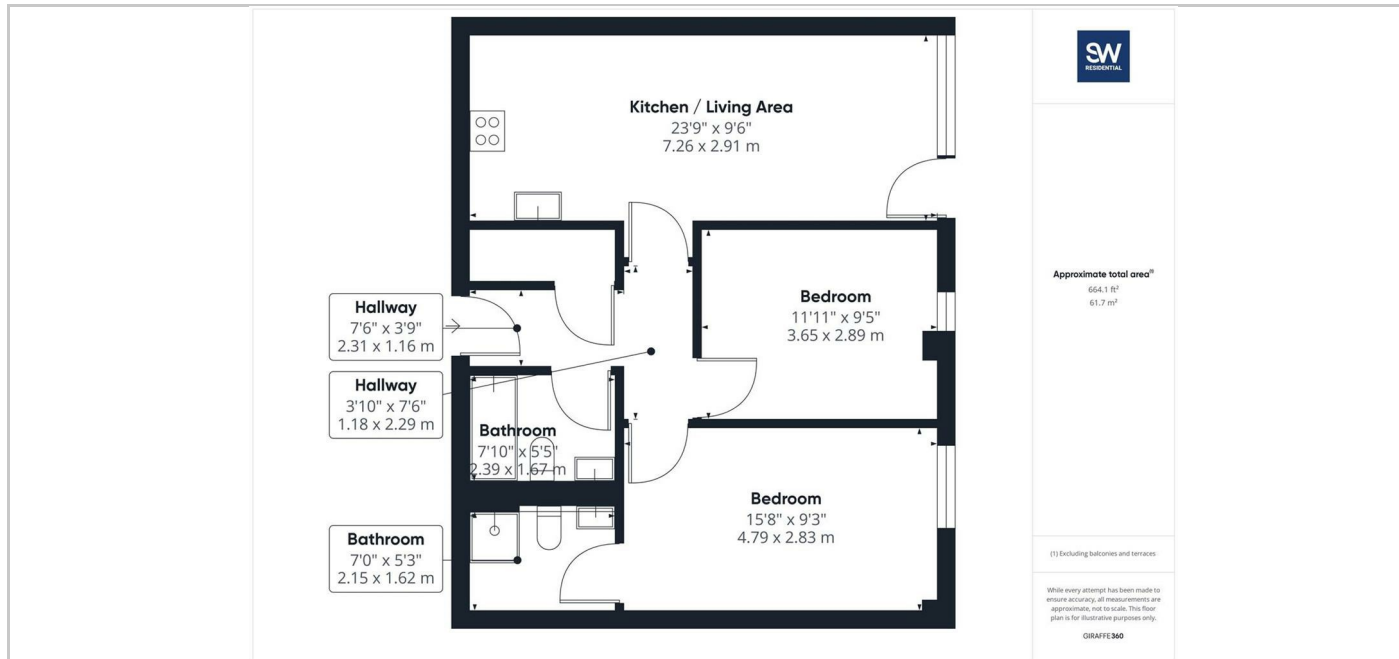 Kitchen / Living Area
23'9" x 9'6"
7.26 x 2.91 m
Hallway
7'6" x 3'9"
2.31 x 1.16 m
Hallway
3'10" x 7'6"
1.18 x 2.29 m
Bedroom
11'11" x 9'5"
3.65 x 2.89 m
Bathroom
7'10" x 5'5"
2.39 x 1.67 m
Bathroom
7'0" x 5'3"
2.15 x 1.62 m
Bedroom
15'8" x 9'3"
4.79 x 2.83 m
SW
RESIDENTIAL
Approximate total area⁽¹⁾
664.1 ft²
61.7 m²
(1) Excluding balconies and terraces
While every attempt has been made to
ensure accuracy, all measurements are
approximate, not to scale. This floor
plan is for illustrative purposes only.
GIRAFFE360